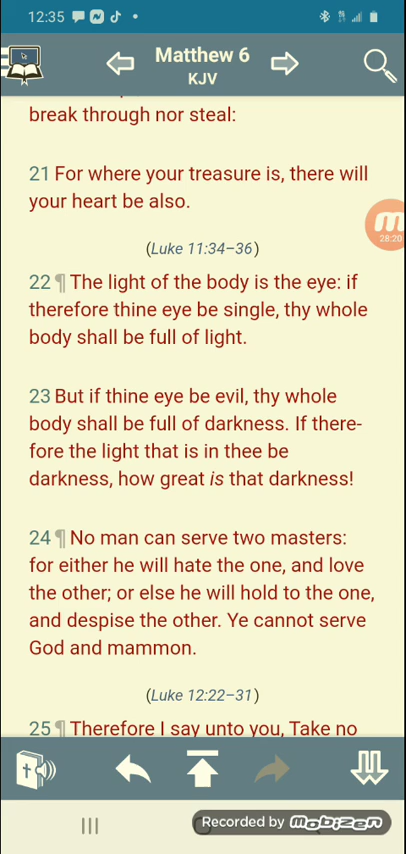 12:35
Matthew 6
KJV
break through nor steal:
28:20
21 For where your treasure is, there will
your heart be also.
(Luke 11:34–36)
22 ¶ The light of the body is the eye: if
therefore thine eye be single, thy whole
body shall be full of light.
23 But if thine eye be evil, thy whole
body shall be full of darkness. If there-
fore the light that is in thee be
darkness, how great is that darkness!
24 ¶ No man can serve two masters:
for either he will hate the one, and love
the other; or else he will hold to the one,
and despise the other. Ye cannot serve
God and mammon.
(Luke 12:22–31)
25 ¶ Therefore I say unto you, Take no
Recorded by Mobizen